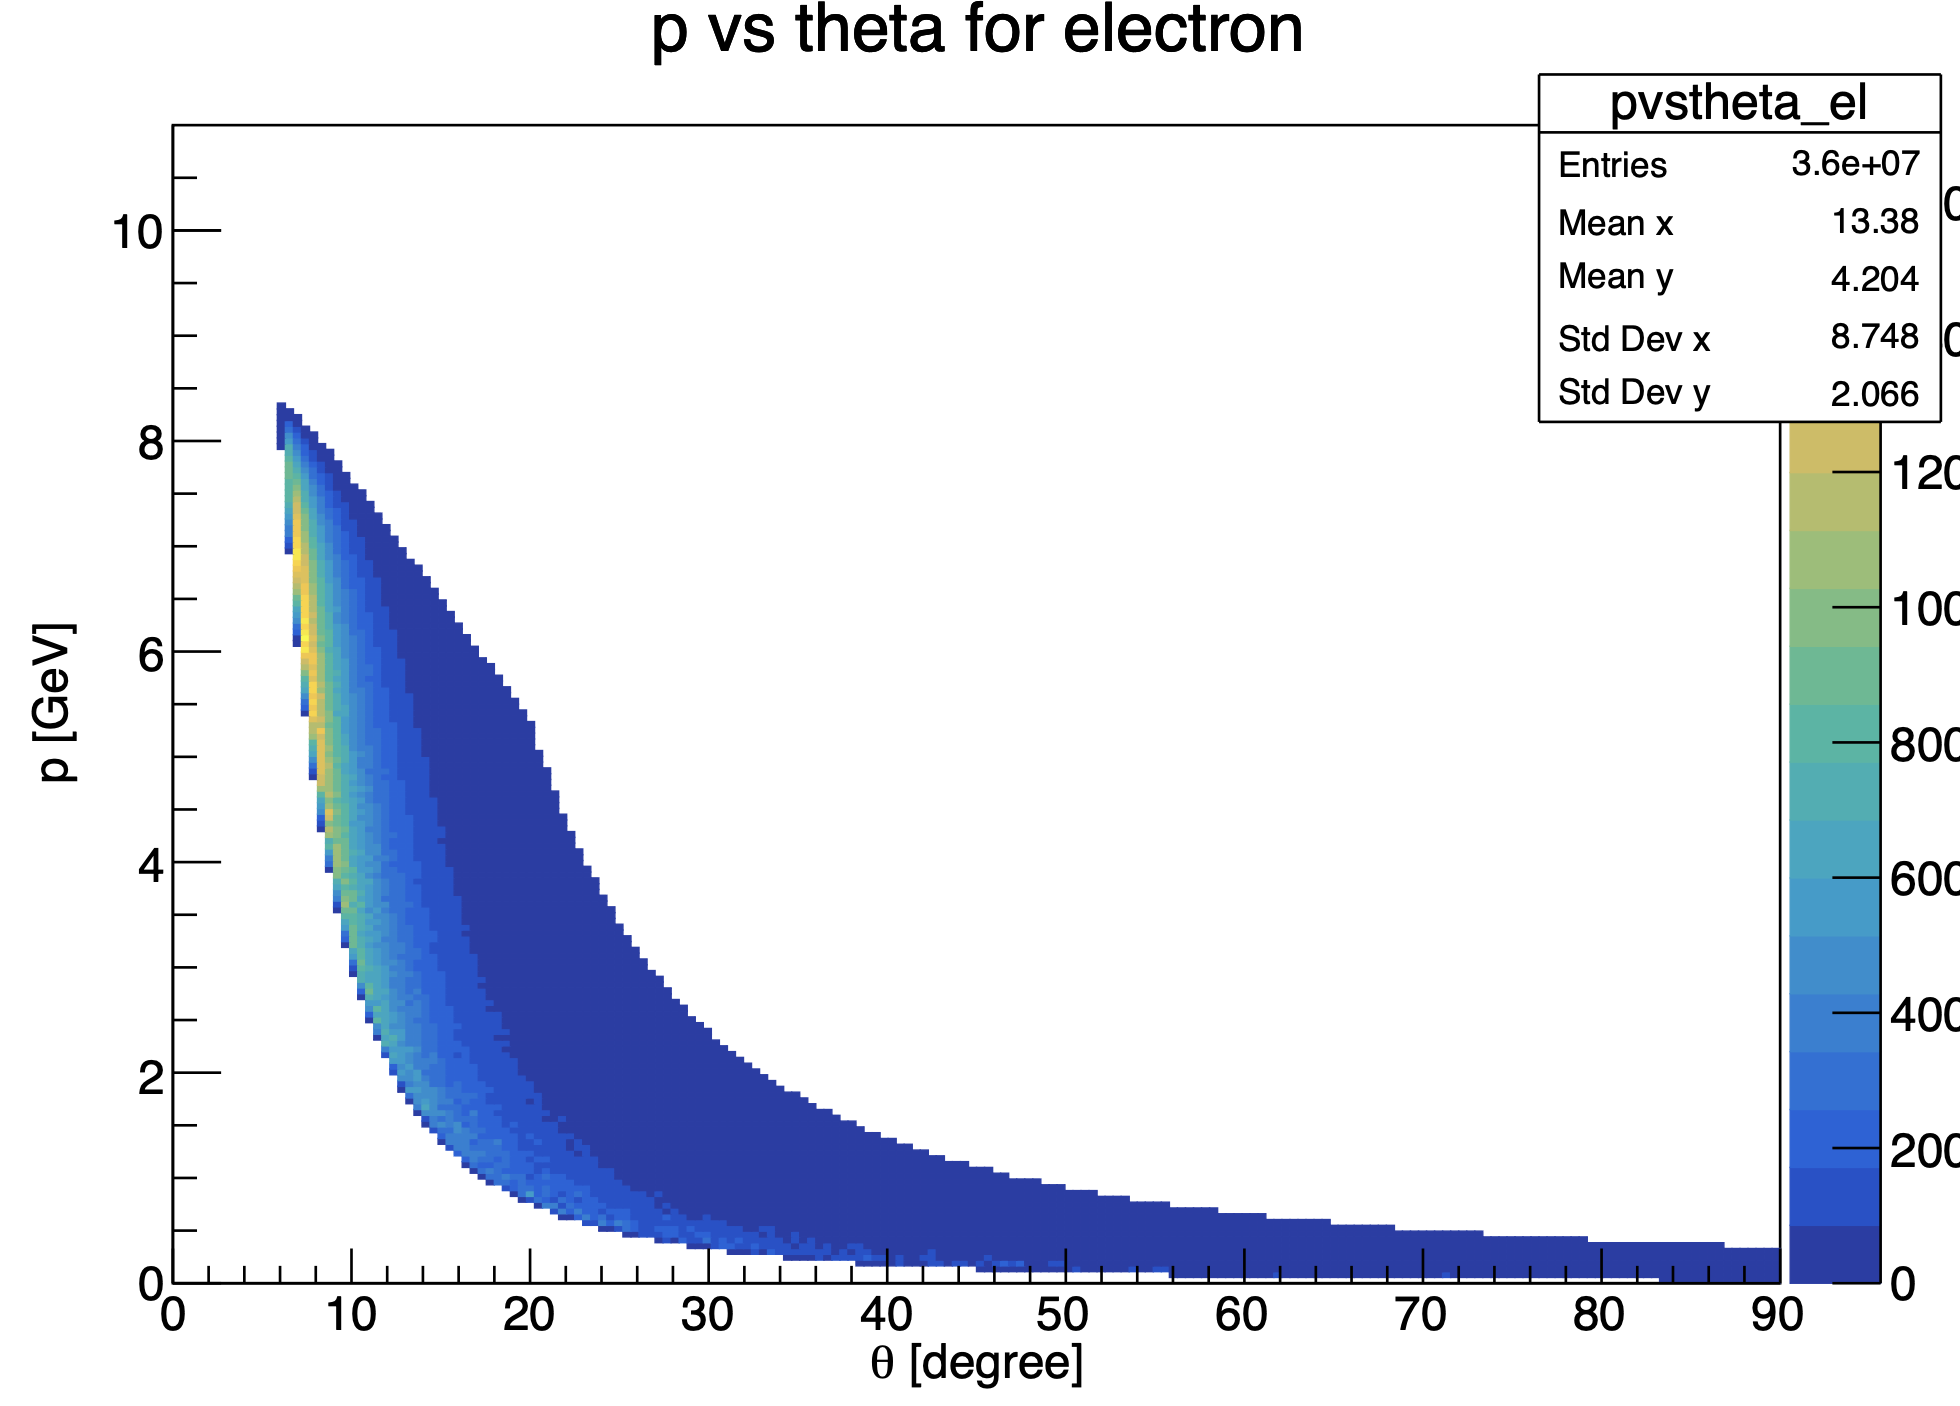 p vs theta for electron
pvstheta_el
Entries 3.6e+07
Mean x 13.38
Mean y 4.204
Std Dev x 8.748
Std Dev y 2.066
p [GeV]
10
8
6
4
2
0
0 10 20 30 40 50 60 70 80 90
θ [degree]
120
100
800
600
400
200
0